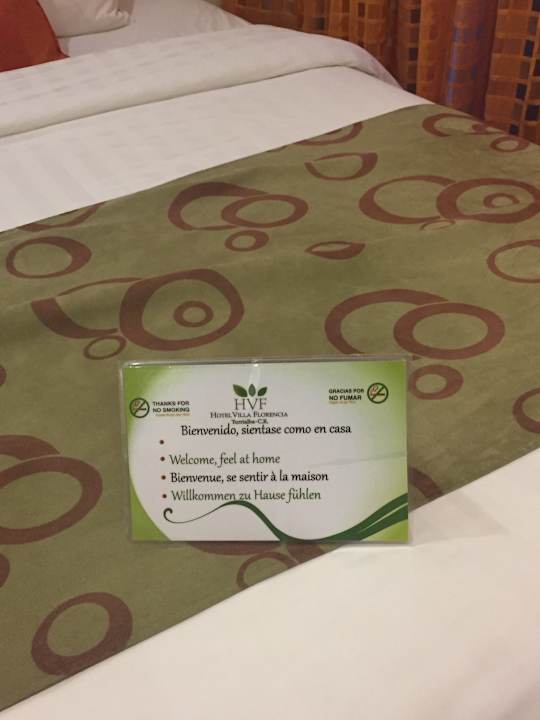 THANKS FOR
NO SMOKING
HVF
HOTEL VILLA FLORENCIA
Turrialba-C.R.
GRACIAS POR
NO FUMAR
Bienvenido, sientase como en casa
Welcome, feel at home
Bienvenue, se sentir à la maison
Willkommen zu Hause fühlen